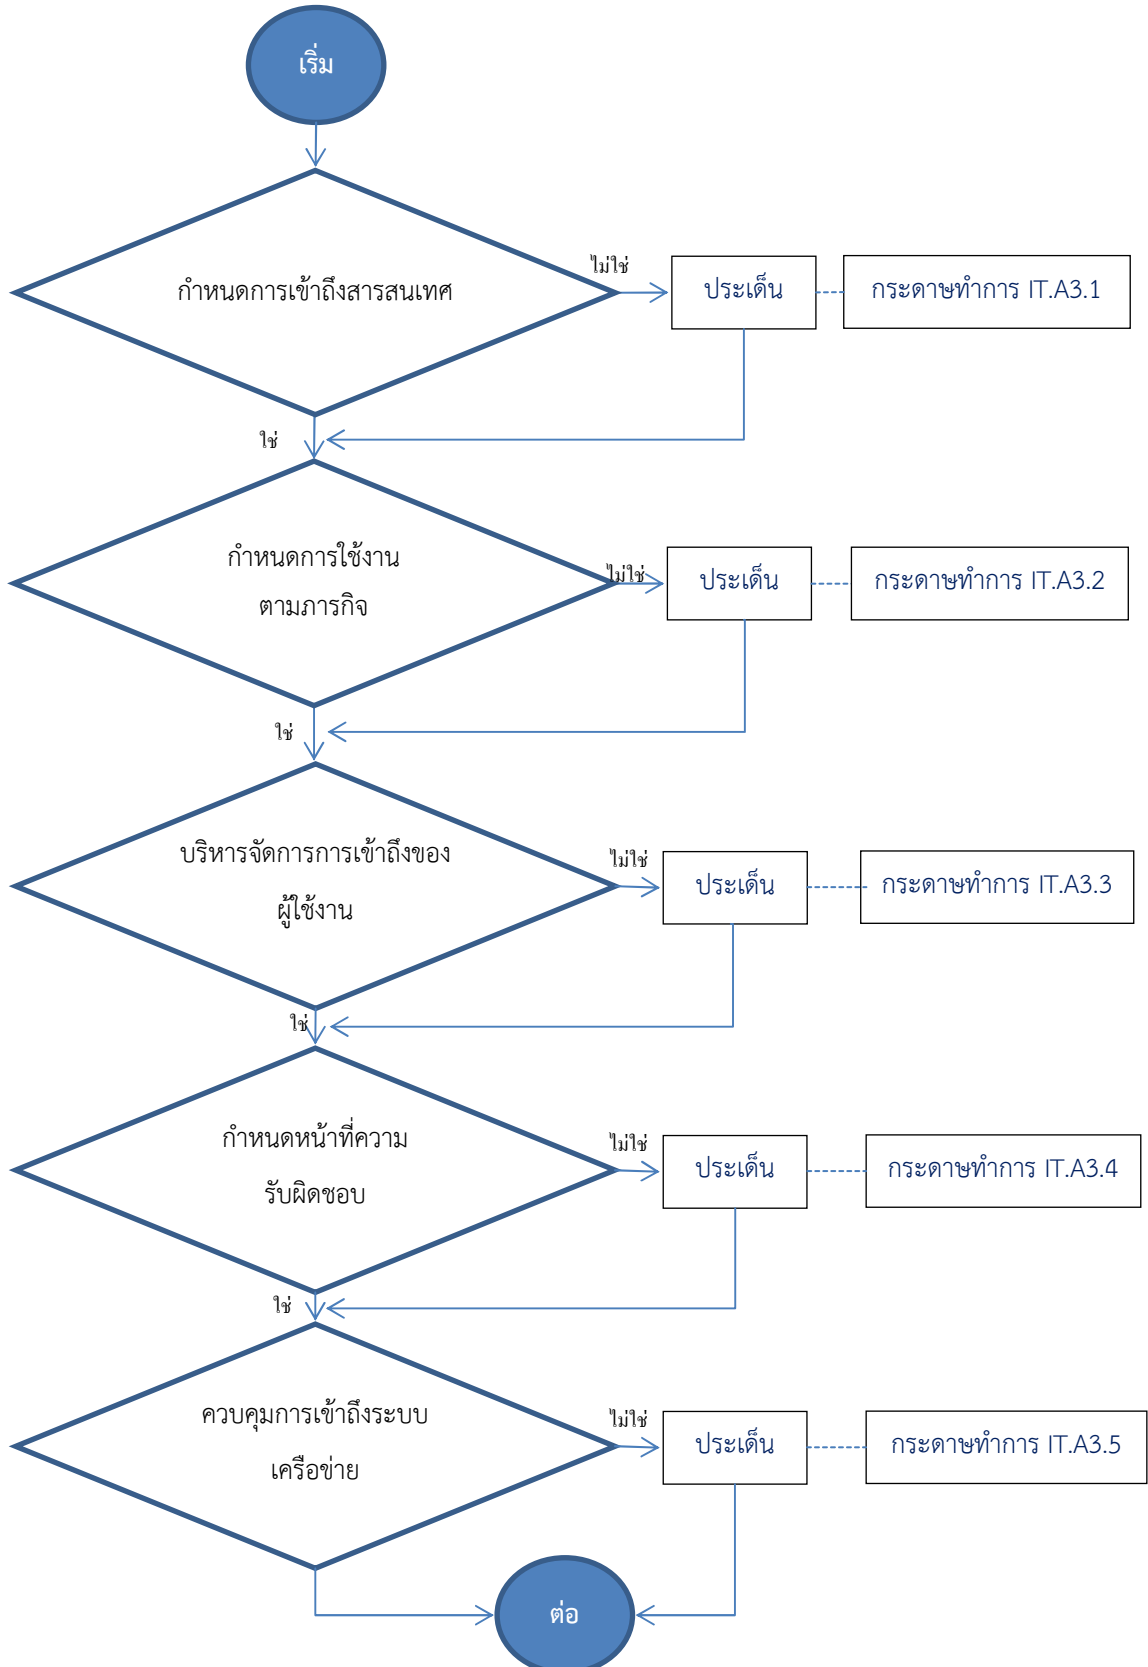 เริ่ม
กำหนดการเข้าถึงสารสนเทศ
ไม่ใช่
ประเด็น
กระดาษทำการ IT.A3.1
ใช่
กำหนดการใช้งาน
ตามภารกิจ
ไม่ใช่
ประเด็น
กระดาษทำการ IT.A3.2
ใช่
บริหารจัดการการเข้าถึงของ
ผู้ใช้งาน
ไม่ใช่
ประเด็น
กระดาษทำการ IT.A3.3
ใช่
กำหนดหน้าที่ความ
รับผิดชอบ
ไม่ใช่
ประเด็น
กระดาษทำการ IT.A3.4
ใช่
ควบคุมการเข้าถึงระบบ
เครือข่าย
ไม่ใช่
ประเด็น
กระดาษทำการ IT.A3.5
ต่อ